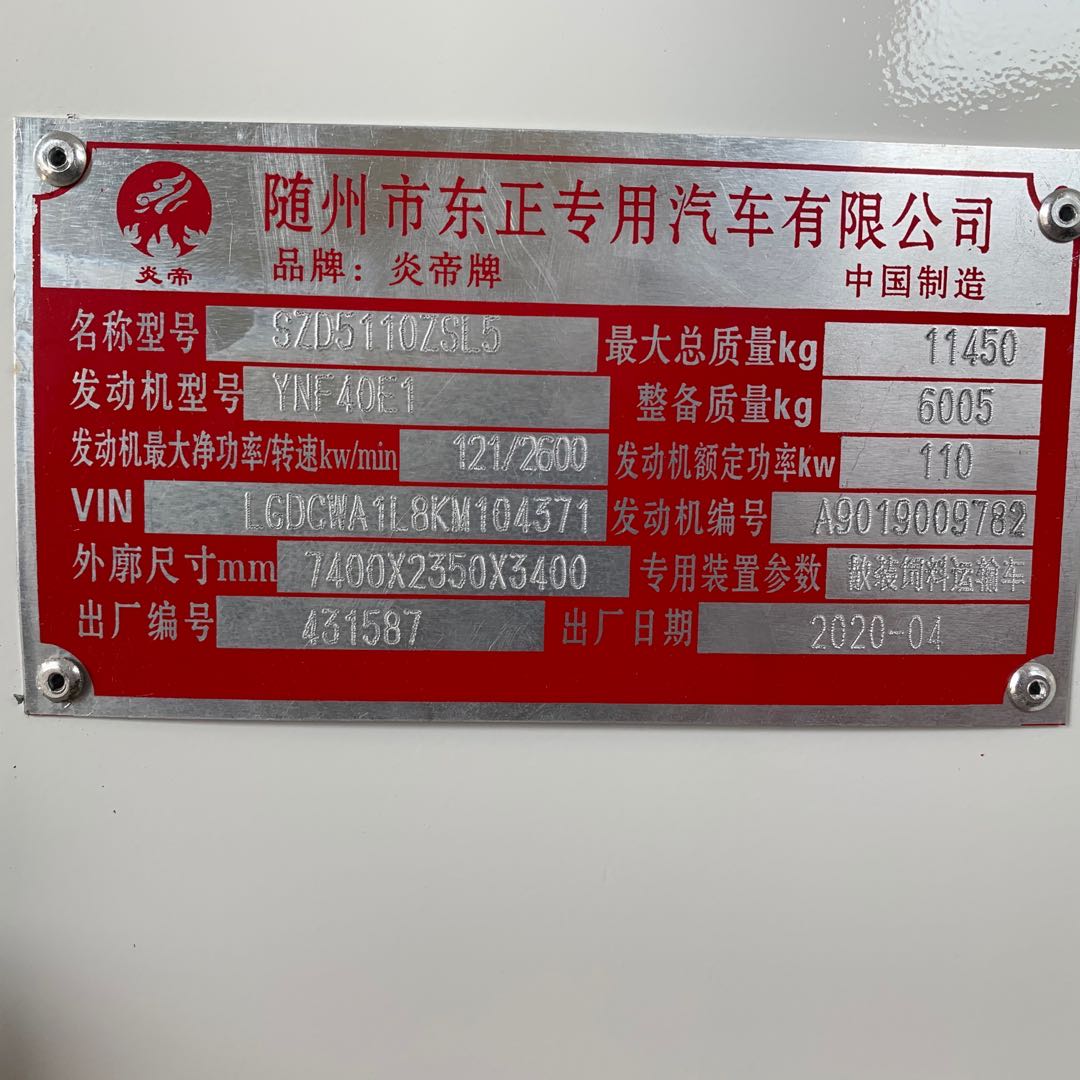 随州市东正专用汽车有限公司
炎帝 品牌：炎帝牌 中国制造
名称型号 SZD5110ZSL5 最大总质量kg 11450
发动机型号 YNF40E1 整备质量kg 6005
发动机最大净功率/转速kw/min 121/2600 发动机额定功率kw 110
VIN LGDCWA1L8KM104371 发动机编号 A9019009782
外廓尺寸mm 7400X2350X3400 专用装置参数 散装饲料运输车
出厂编号 431587 出厂日期 2020-04